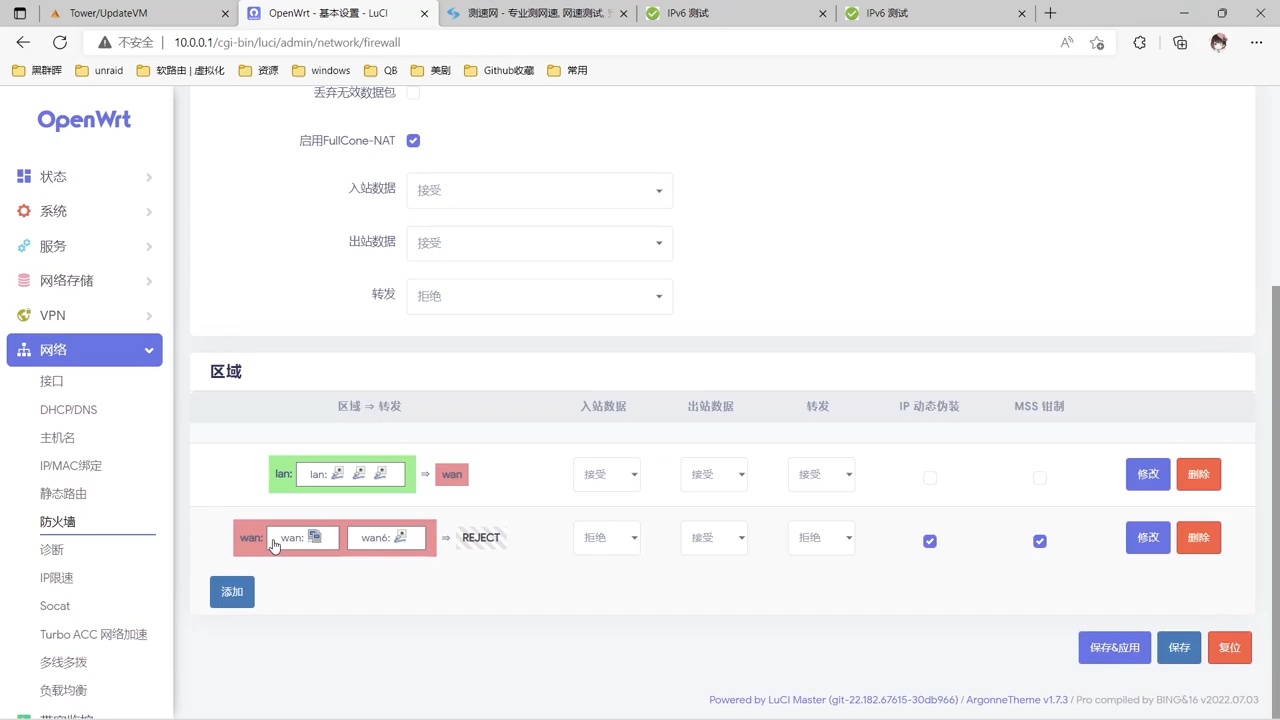 Tower/UpdateVM
OpenWrt - 基本设置 - LuCI
测速网 - 专业测网速, 网速测试,
IPv6 测试
IPv6 测试
不安全
10.0.0.1/cgi-bin/luci/admin/network/firewall
黑群晖
unraid
软路由 | 虚拟化
资源
windows
QB
美剧
Github收藏
常用
OpenWrt
状态
系统
服务
网络存储
VPN
网络
接口
DHCP/DNS
主机名
IP/MAC绑定
静态路由
防火墙
诊断
IP限速
Socat
Turbo ACC 网络加速
多线多拨
负载均衡
丢弃无效数据包
启用FullCone-NAT
入站数据 接受
出站数据 接受
转发 拒绝
区域
区域 ⇒ 转发 入站数据 出站数据 转发 IP 动态伪装 MSS 钳制
lan: lan: ⇒ wan 接受 接受 接受 修改 删除
wan: wan: wan6: ⇒ REJECT 拒绝 接受 拒绝 修改 删除
添加
保存&应用 保存 复位
Powered by LuCI Master (git-22.182.67615-30db966) / ArgonneTheme v1.7.3 / Pro compiled by BING&16 v2022.07.03